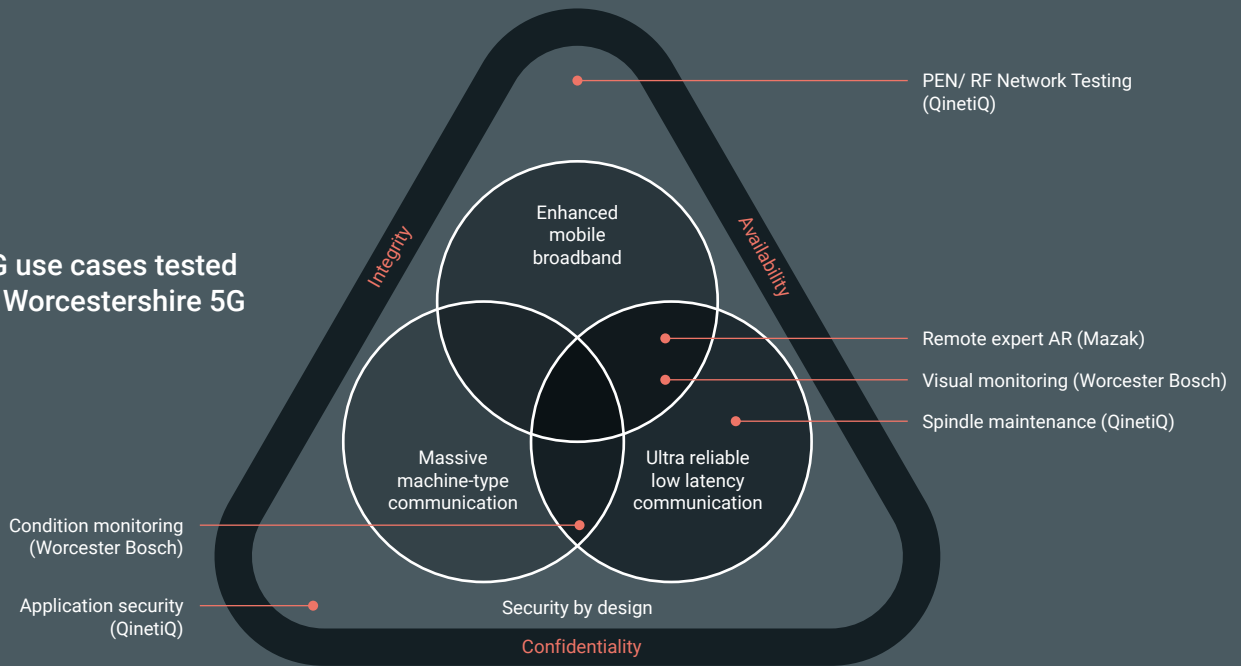 PEN/ RF Network Testing
(QinetiQ)
Enhanced
mobile
broadband
Integrity
Availability
G use cases tested
Worcestershire 5G
Remote expert AR (Mazak)
Visual monitoring (Worcester Bosch)
Spindle maintenance (QinetiQ)
Massive
machine-type
communication
Ultra reliable
low latency
communication
Condition monitoring
(Worcester Bosch)
Application security
(QinetiQ)
Security by design
Confidentiality